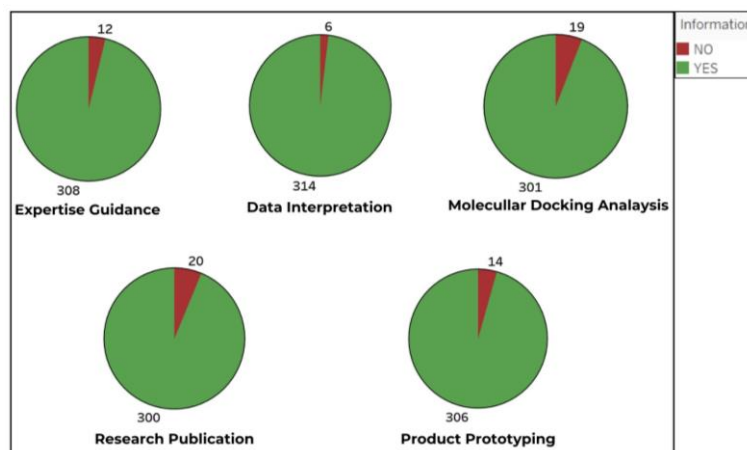 12
6
19
Information
NO
YES
308
314
301
Expertise Guidance
Data Interpretation
Molecullar Docking Analaysis
20
14
300
306
Research Publication
Product Prototyping